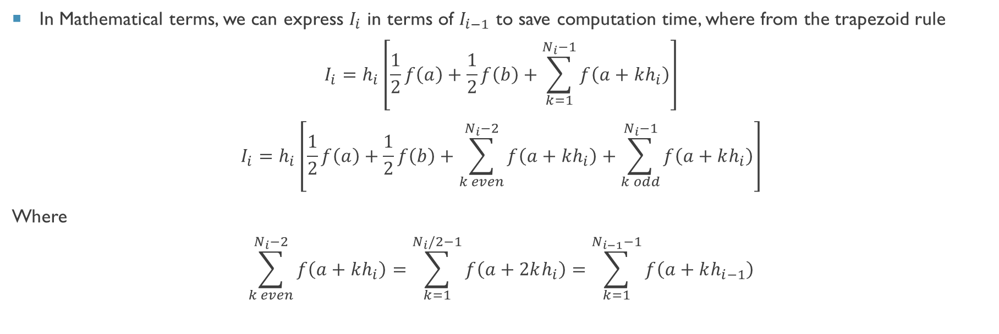 ▪ In Mathematical terms, we can express $I_i$ in terms of $I_{i-1}$ to save computation time, where from the trapezoid rule
$I_i = h_i \left[ \frac{1}{2} f(a) + \frac{1}{2} f(b) + \sum_{k=1}^{N_i-1} f(a + kh_i) \right]$
$I_i = h_i \left[ \frac{1}{2} f(a) + \frac{1}{2} f(b) + \sum_{k\ even}^{N_i-2} f(a + kh_i) + \sum_{k\ odd}^{N_i-1} f(a + kh_i) \right]$
Where
$\sum_{k\ even}^{N_i-2} f(a + kh_i) = \sum_{k=1}^{N_i/2-1} f(a + 2kh_i) = \sum_{k=1}^{N_{i-1}-1} f(a + kh_{i-1})$